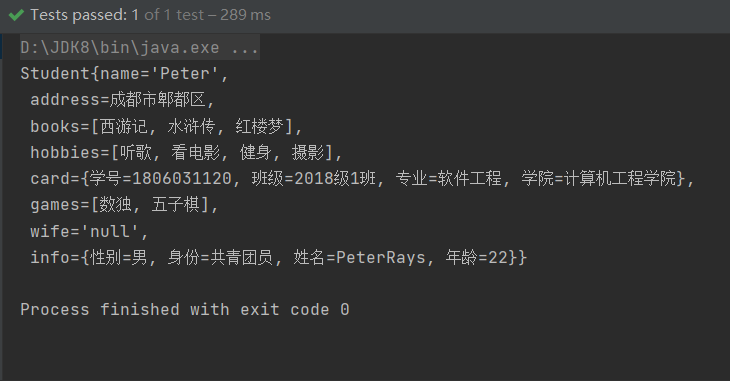 Tests passed: 1 of 1 test – 289 ms
D:\JDK8\bin\java.exe ...
Student{name='Peter',
 address=成都市郫都区,
 books=[西游记, 水浒传, 红楼梦],
 hobbies=[听歌, 看电影, 健身, 摄影],
 card={学号=1806031120, 班级=2018级1班, 专业=软件工程, 学院=计算机工程学院},
 games=[数独, 五子棋],
 wife='null',
 info={性别=男, 身份=共青团员, 姓名=PeterRays, 年龄=22}}
Process finished with exit code 0